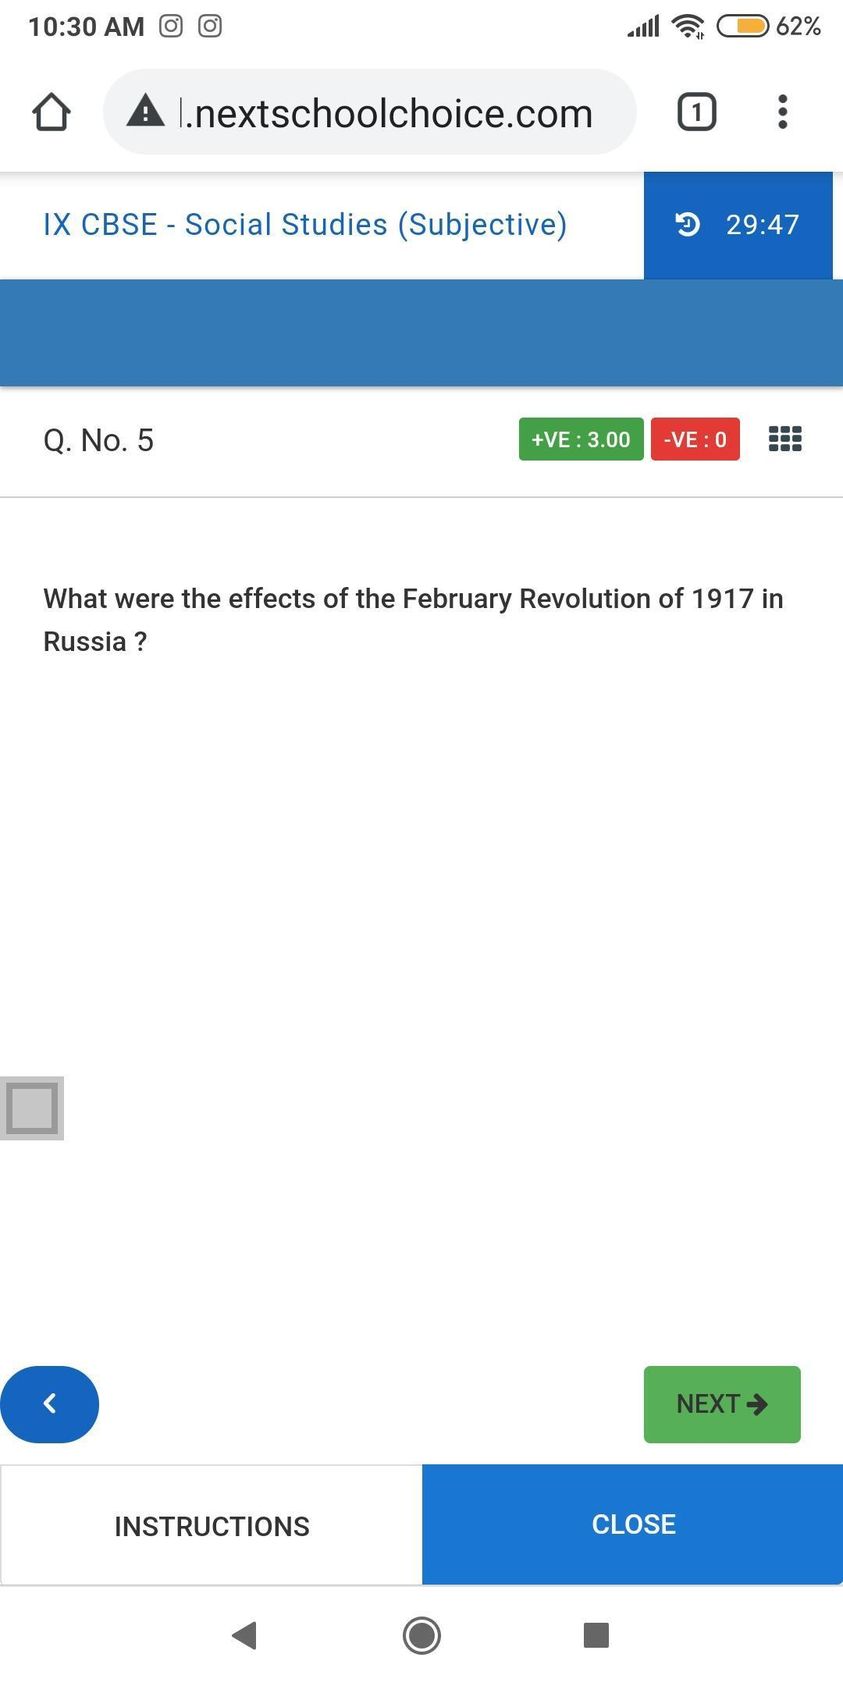 10:30 AM 62%
l.nextschoolchoice.com 1
IX CBSE - Social Studies (Subjective) 29:47
Q. No. 5 +VE : 3.00 -VE : 0
What were the effects of the February Revolution of 1917 in
Russia ?
NEXT
INSTRUCTIONS CLOSE